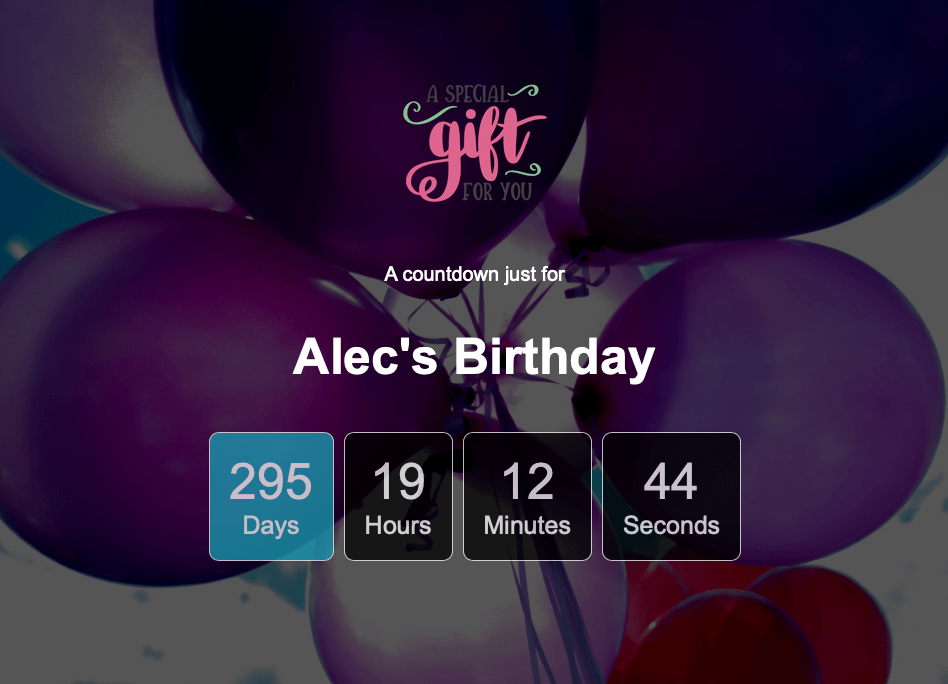 A SPECIAL
gift
FOR YOU
A countdown just for
Alec's Birthday
295 19 12 44
Days Hours Minutes Seconds